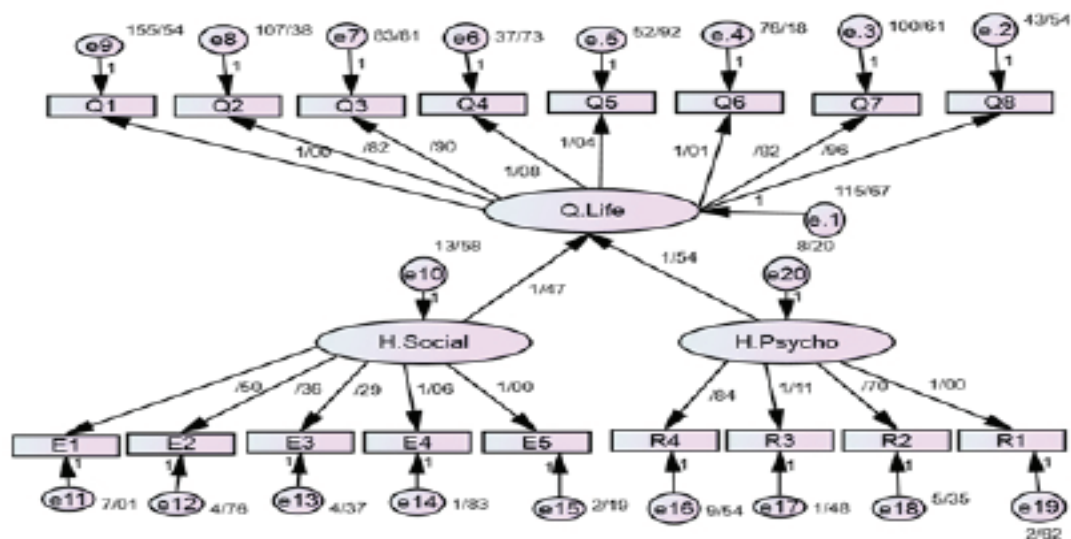 e9 155/54 e8 107/38 e7 83/81 e6 37/73 e.5 52/92 e.4 76/18 e.3 100/61 e.2 43/54
1 1 1 1 1 1 1 1
Q1 Q2 Q3 Q4 Q5 Q6 Q7 Q8
1/00 /82 /90 1/08 1/04 1/01 /82 /96
Q.Life 1 e.1 115/67
13/58 8/20
e10 e20
1 1
1/47 1/54
H.Social H.Psycho
/50 /36 /29 1/06 1/00 /84 1/11 /70 1/00
E1 E2 E3 E4 E5 R4 R3 R2 R1
1 1 1 1 1 1 1 1 1
e11 7/01 e12 4/76 e13 4/37 e14 1/83 e15 2/19 e16 9/54 e17 1/48 e18 5/35 e19
2/92